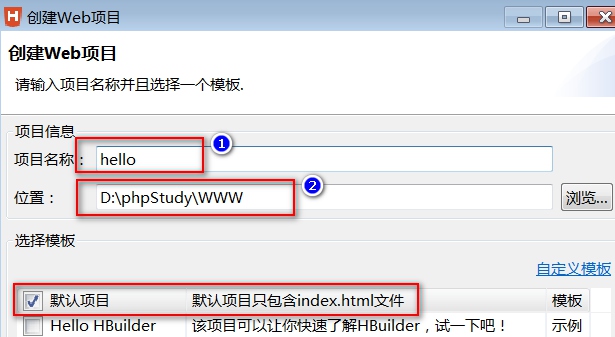 创建Web项目
创建Web项目
请输入项目名称并且选择一个模板.
项目信息
1
项目名称： hello
2
位置： D:\phpStudy\WWW 浏览...
选择模板
自定义模板
默认项目 默认项目只包含index.html文件 模板
Hello HBuilder 该项目可以让你快速了解HBuilder，试一下吧！ 示例